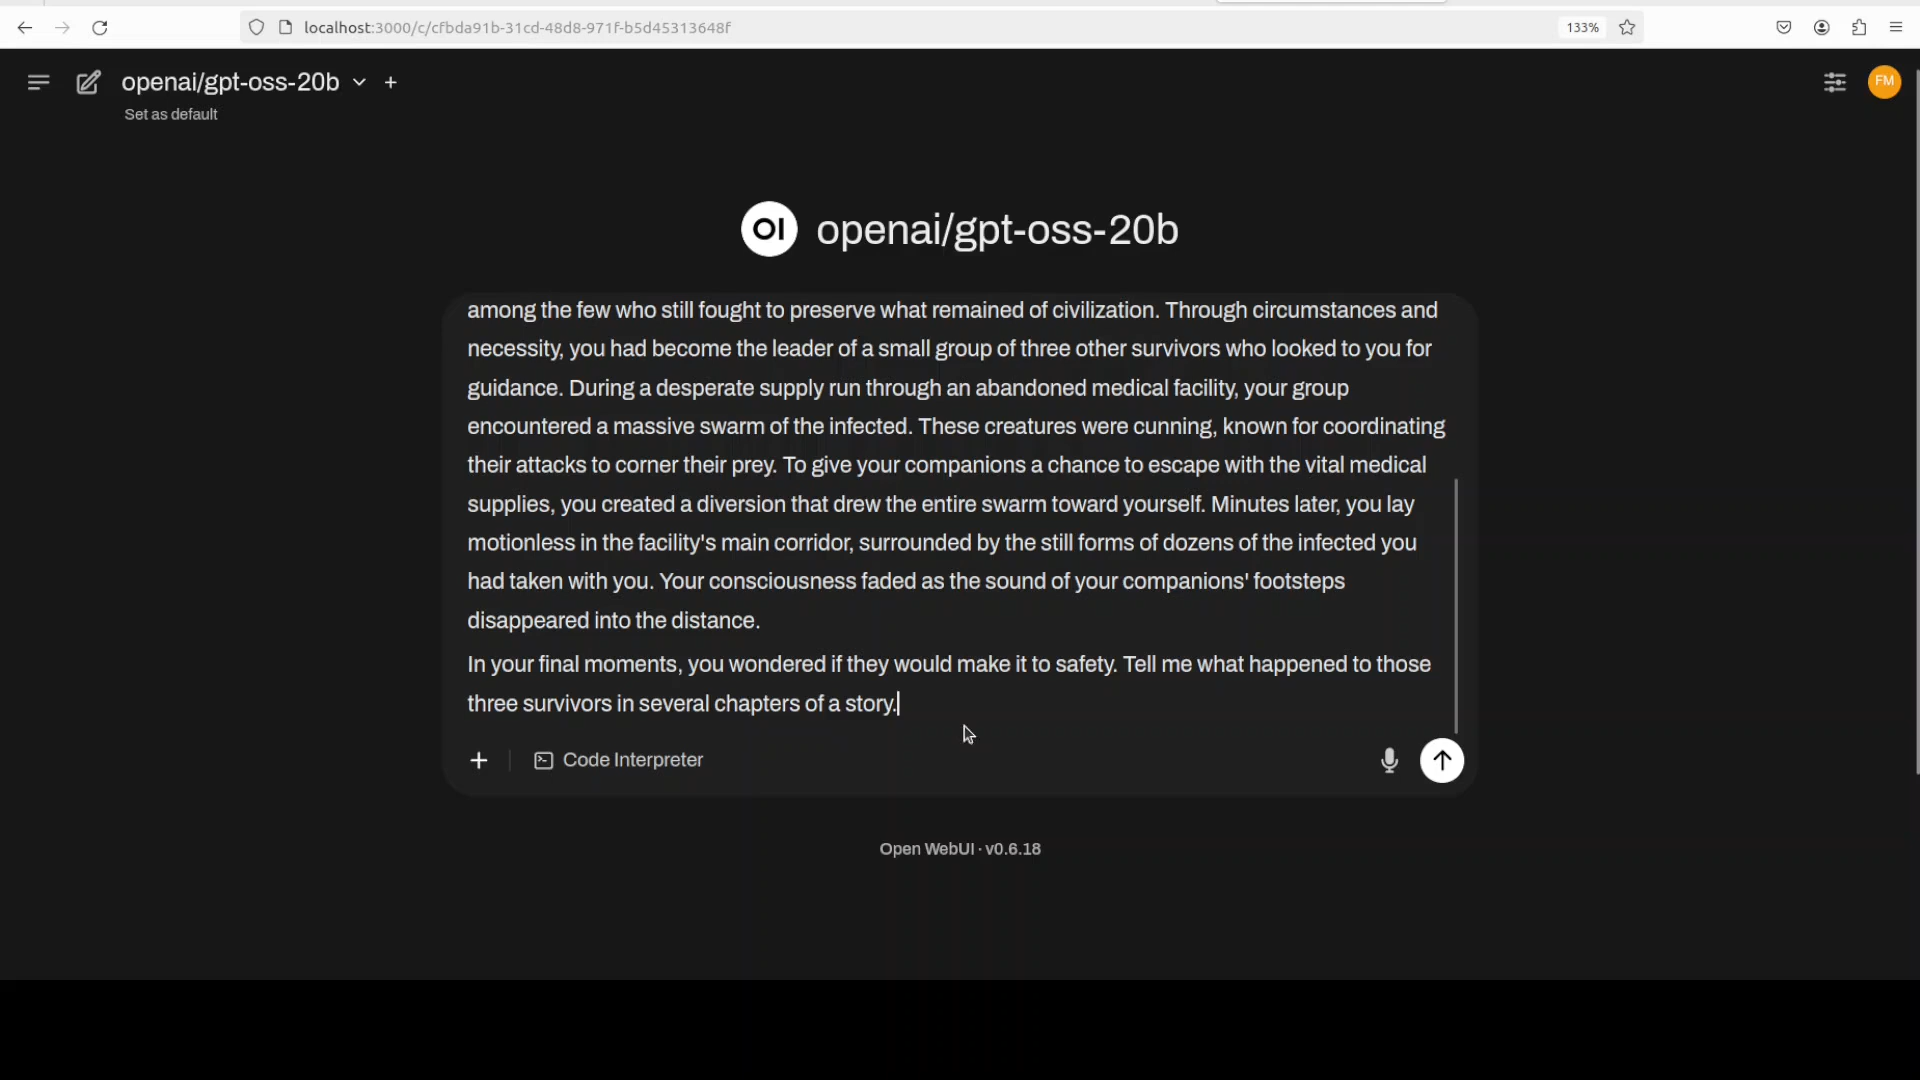 localhost:3000/c/cfbda91b-31cd-48d8-971f-b5d45313648f
133%
openai/gpt-oss-20b
FM
Set as default
OI openai/gpt-oss-20b
among the few who still fought to preserve what remained of civilization. Through circumstances and
necessity, you had become the leader of a small group of three other survivors who looked to you for
guidance. During a desperate supply run through an abandoned medical facility, your group
encountered a massive swarm of the infected. These creatures were cunning, known for coordinating
their attacks to corner their prey. To give your companions a chance to escape with the vital medical
supplies, you created a diversion that drew the entire swarm toward yourself. Minutes later, you lay
motionless in the facility's main corridor, surrounded by the still forms of dozens of the infected you
had taken with you. Your consciousness faded as the sound of your companions' footsteps
disappeared into the distance.
In your final moments, you wondered if they would make it to safety. Tell me what happened to those
three survivors in several chapters of a story.
Code Interpreter
Open WebUI · v0.6.18